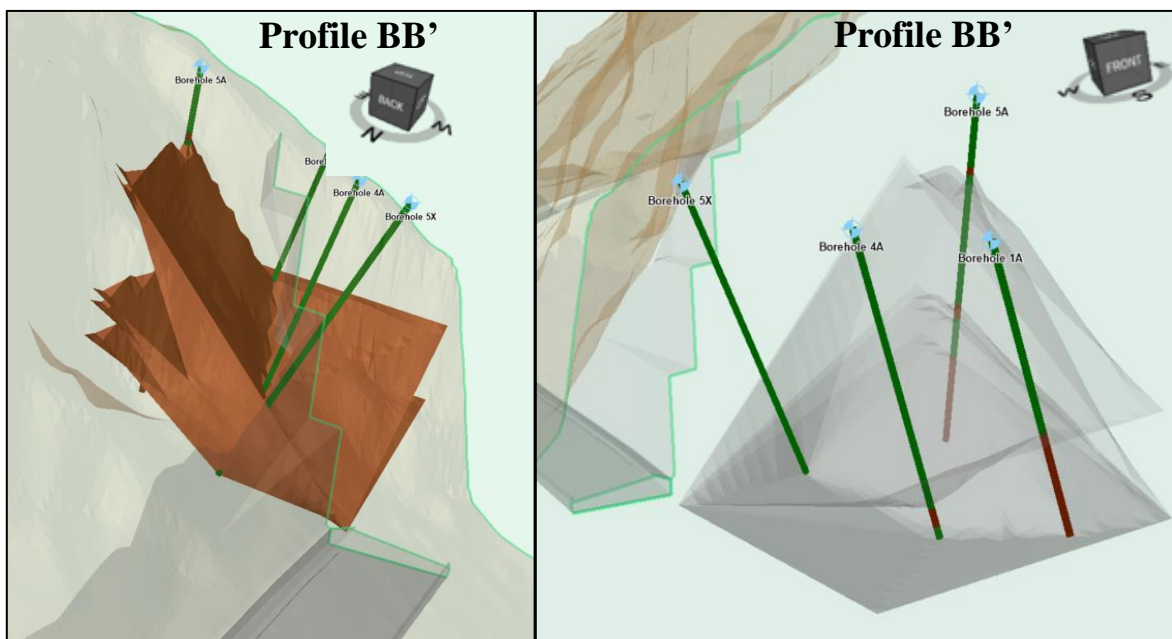 Profile BB’
Borehole 5A
BACK
N
Bore
Borehole 4A
Borehole 5X
Profile BB’
FRONT
W
S
Borehole 5A
Borehole 5X
Borehole 4A
Borehole 1A